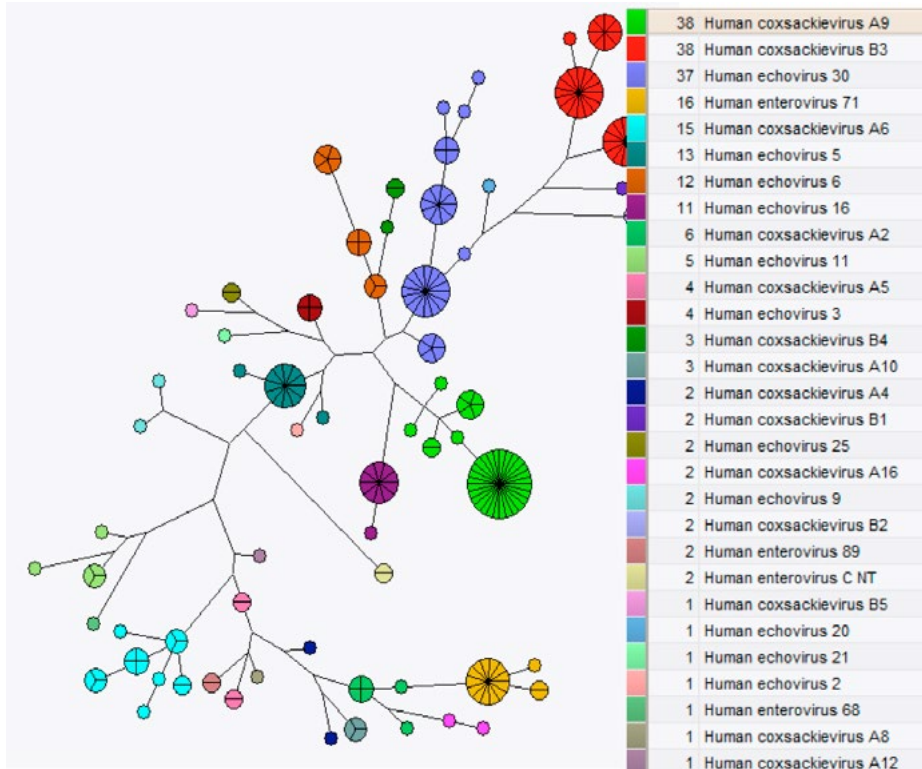 38 Human coxsackievirus A9
38 Human coxsackievirus B3
37 Human echovirus 30
16 Human enterovirus 71
15 Human coxsackievirus A6
13 Human echovirus 5
12 Human echovirus 6
11 Human echovirus 16
6 Human coxsackievirus A2
5 Human echovirus 11
4 Human coxsackievirus A5
4 Human echovirus 3
3 Human coxsackievirus B4
3 Human coxsackievirus A10
2 Human coxsackievirus A4
2 Human coxsackievirus B1
2 Human echovirus 25
2 Human coxsackievirus A16
2 Human echovirus 9
2 Human coxsackievirus B2
2 Human enterovirus 89
2 Human enterovirus C NT
1 Human coxsackievirus B5
1 Human echovirus 20
1 Human echovirus 21
1 Human echovirus 2
1 Human enterovirus 68
1 Human coxsackievirus A8
1 Human coxsackievirus A12